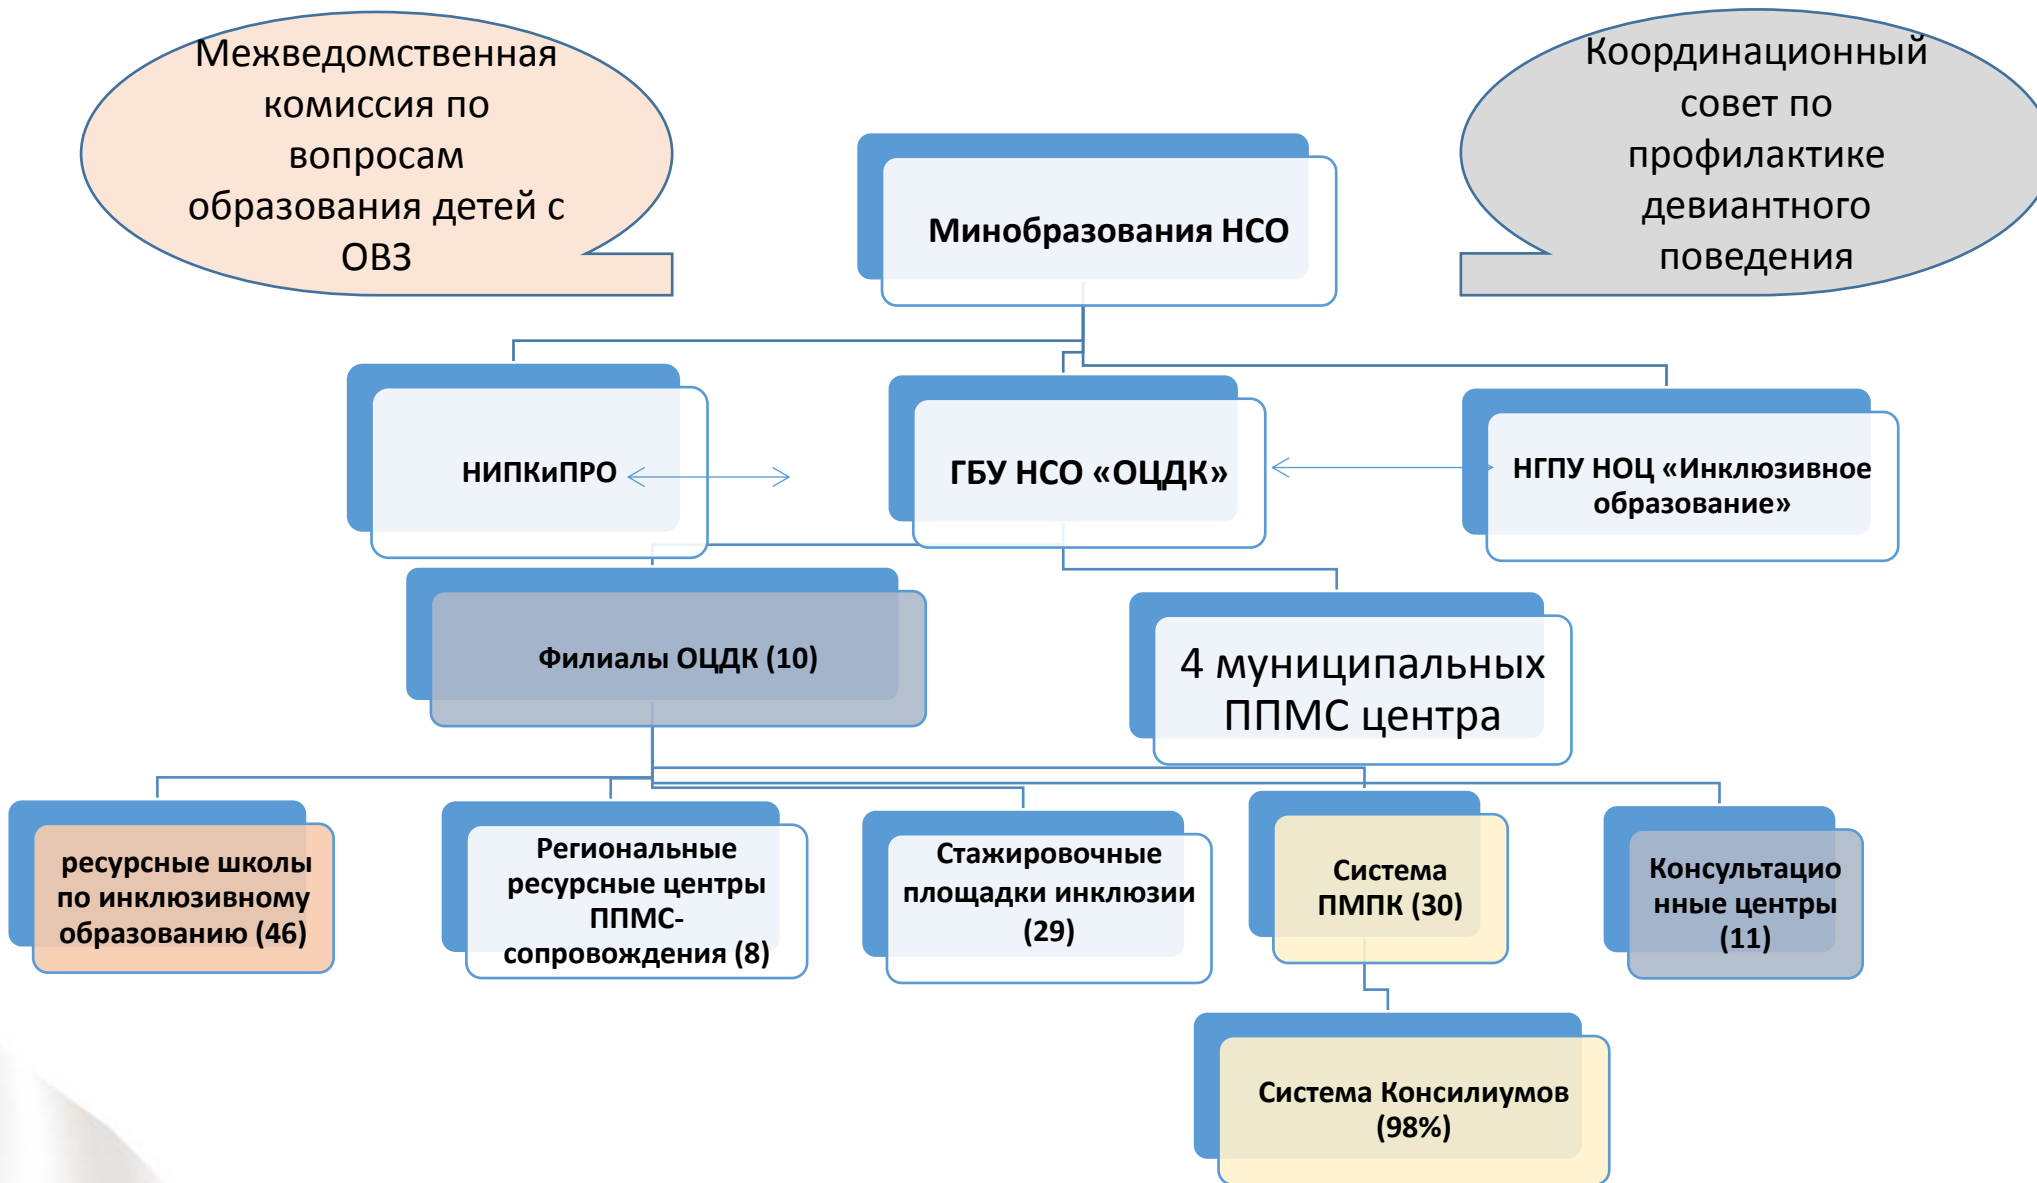 Межведомственная
комиссия по
вопросам
образования детей с
ОВЗ
Координационный
совет по
профилактике
девиантного
поведения
Минобразования НСО
НИПКиПРО
ГБУ НСО «ОЦДК»
НГПУ НОЦ «Инклюзивное
образование»
Филиалы ОЦДК (10)
4 муниципальных
ППМС центра
ресурсные школы
по инклюзивному
образованию (46)
Региональные
ресурсные центры
ППМС-
сопровождения (8)
Стажировочные
площадки инклюзии
(29)
Система
ПМПК (30)
Консультацио
нные центры
(11)
Система Консилиумов
(98%)